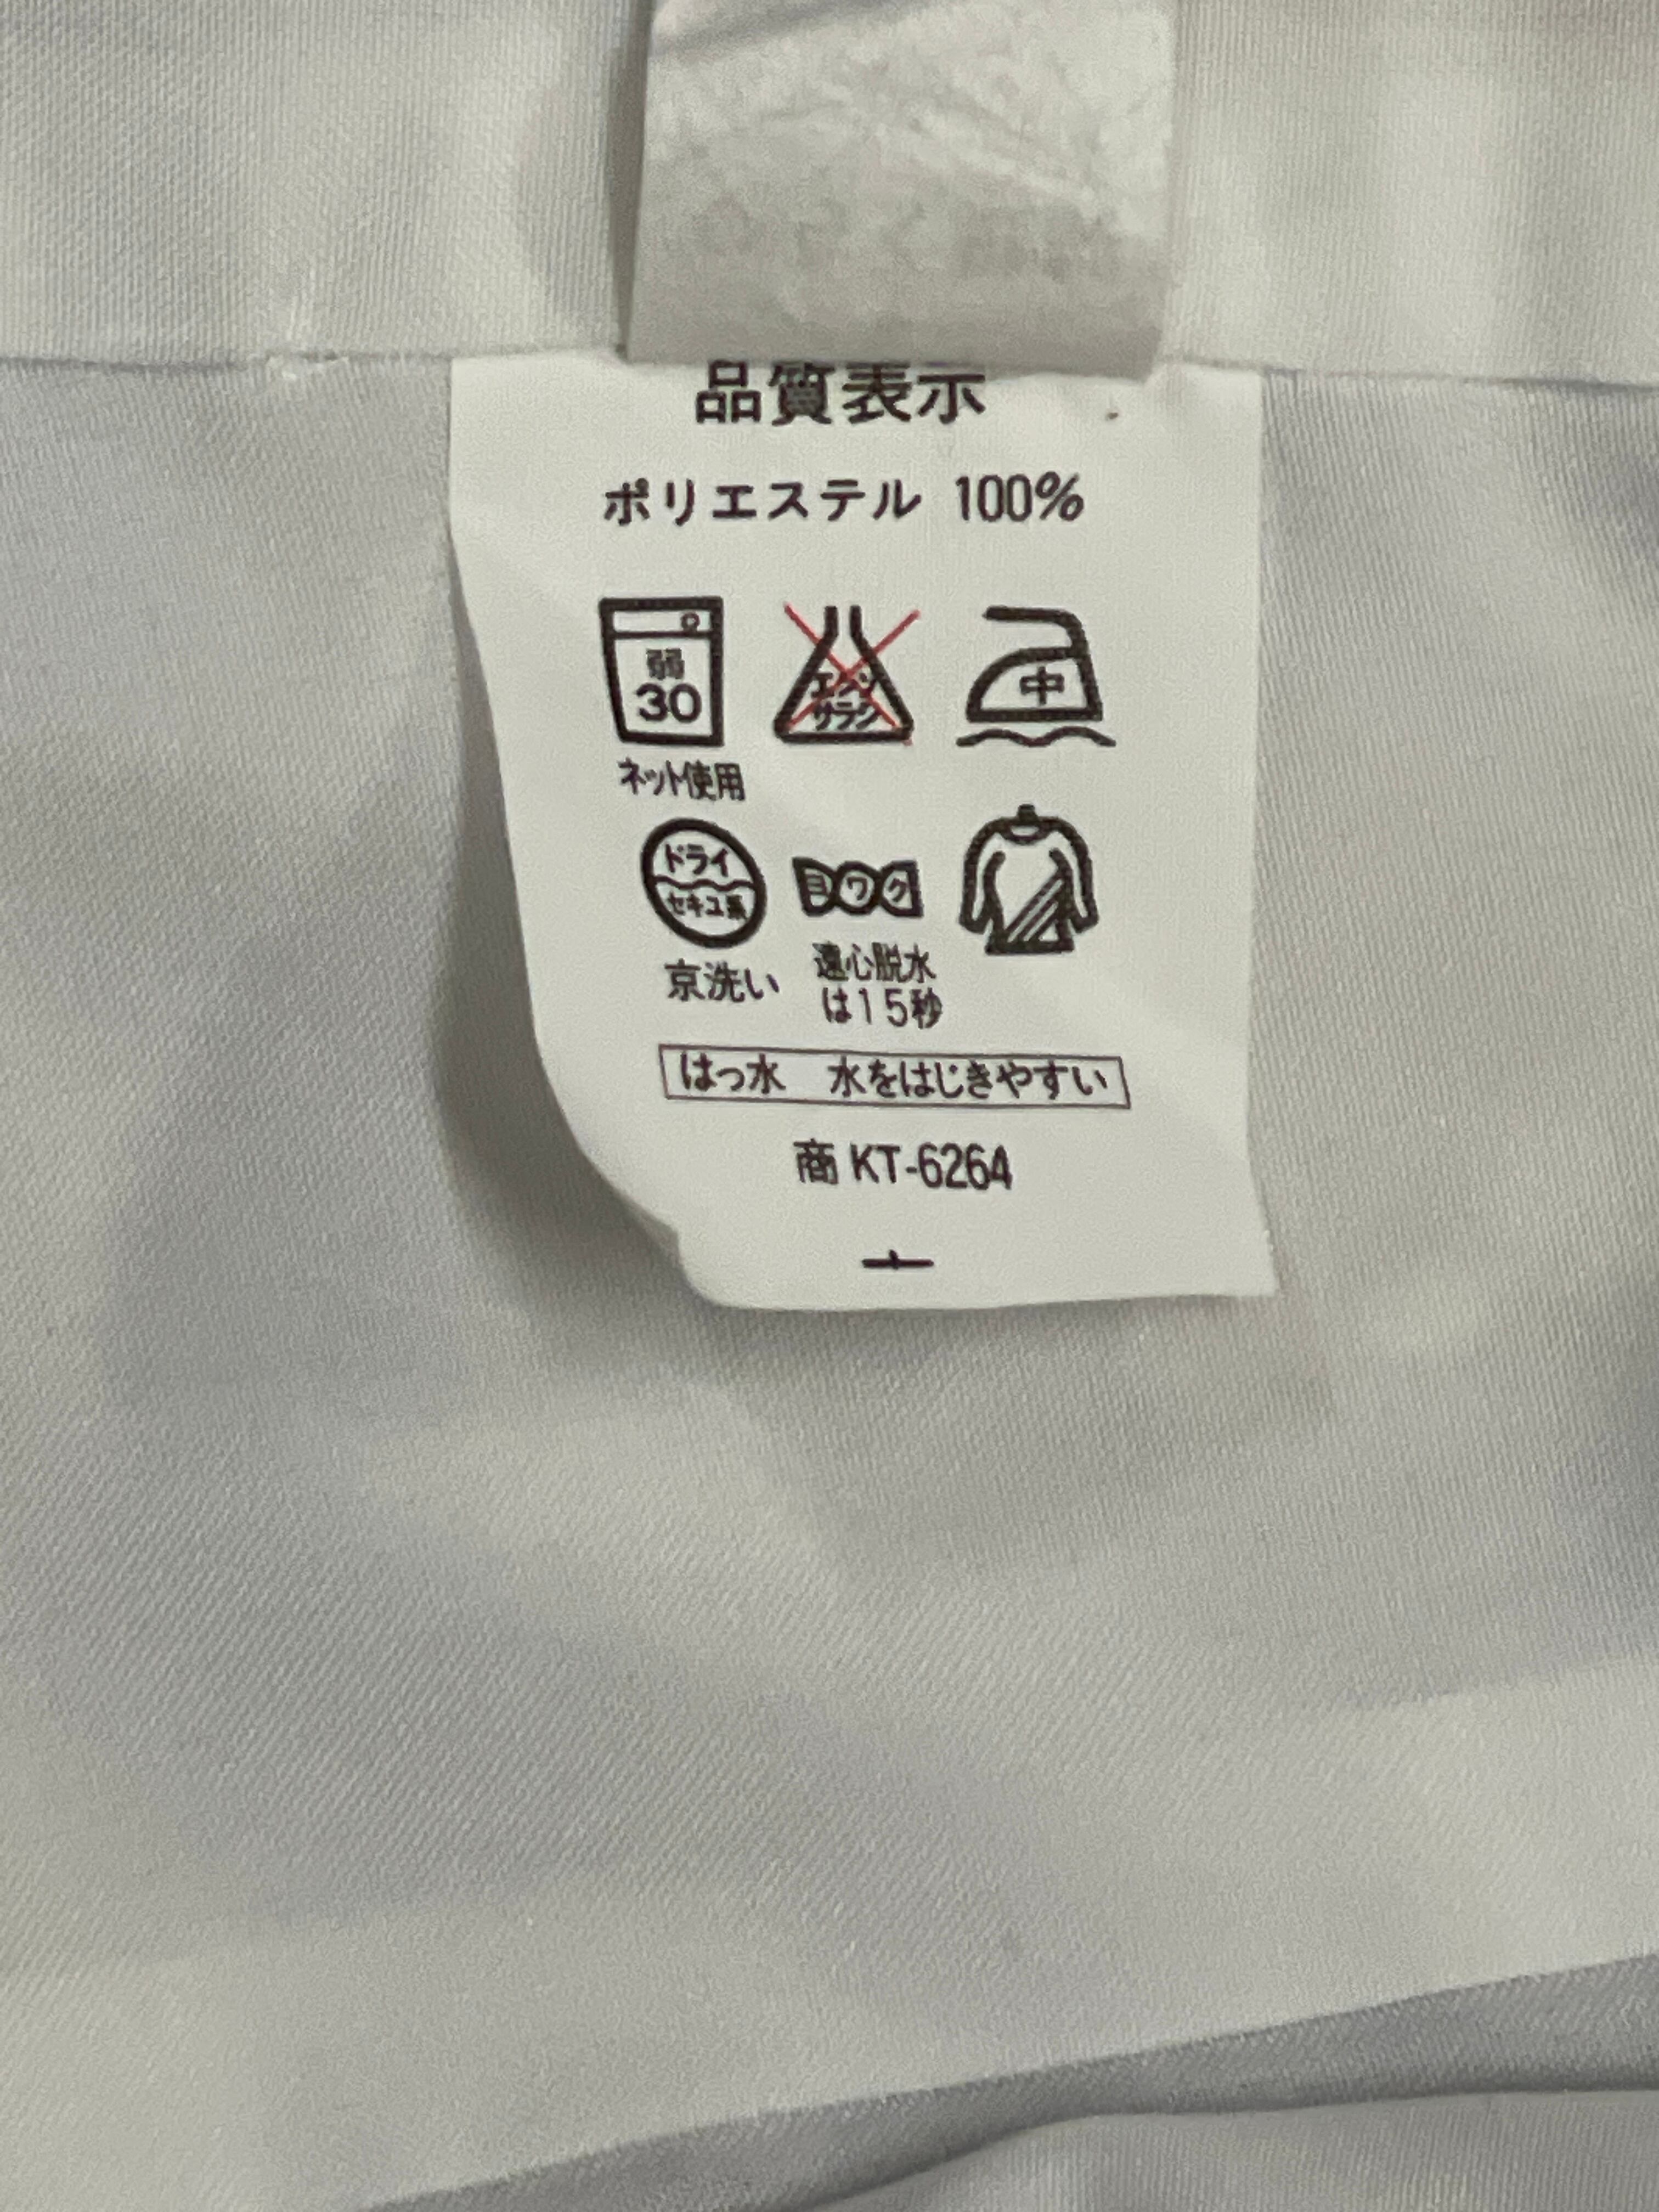 品質表示
ポリエステル 100%
弱
30
エンソ
サラシ
中
ネット使用
ドライ
セキユ系
ヨワク
京洗い
遠心脱水
は15秒
はっ水 水をはじきやすい
商 KT-6264